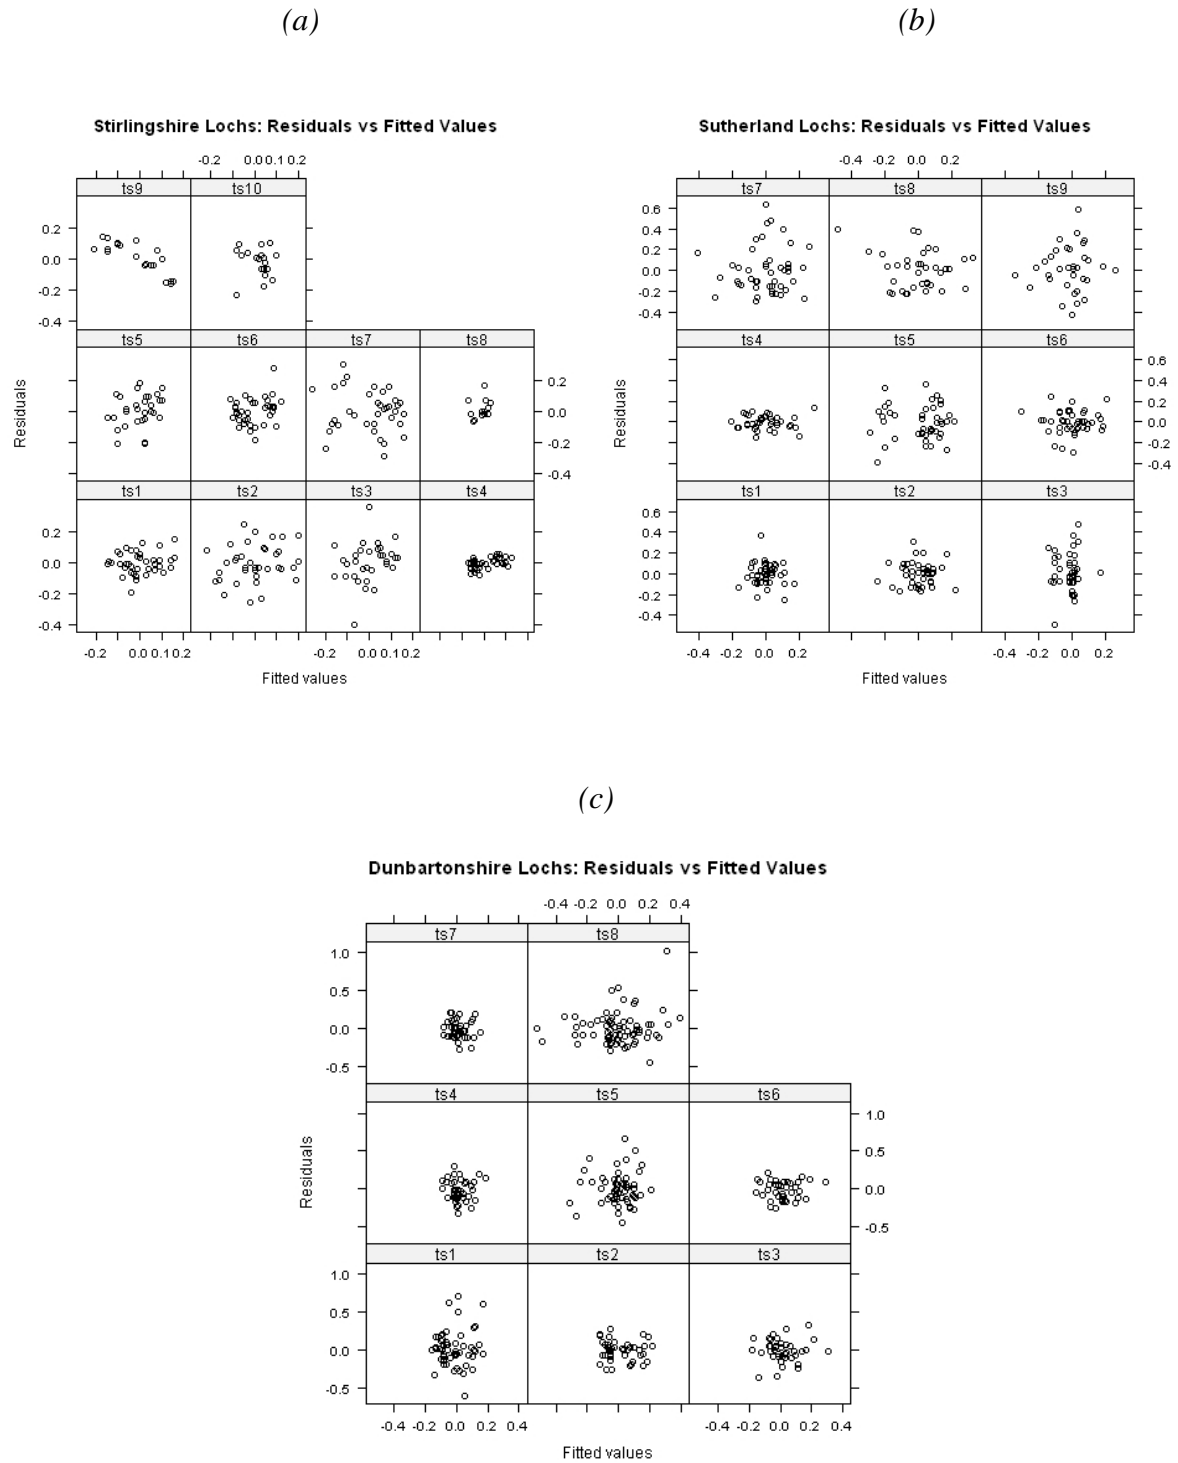 (a)
(b)
Stirlingshire Lochs: Residuals vs Fitted Values
-0.2 0.0 0.1 0.2
ts9 ts10
0.2
0.0
-0.2
-0.4
ts5 ts6 ts7 ts8
0.2
0.0
-0.2
-0.4
ts1 ts2 ts3 ts4
0.2
0.0
-0.2
-0.4
-0.2 0.0 0.1 0.2 -0.2 0.0 0.1 0.2
Residuals
Fitted values
Sutherland Lochs: Residuals vs Fitted Values
-0.4 -0.2 0.0 0.2
ts7 ts8 ts9
0.6
0.4
0.2
0.0
-0.2
-0.4
ts4 ts5 ts6
0.6
0.4
0.2
0.0
-0.2
-0.4
ts1 ts2 ts3
0.6
0.4
0.2
0.0
-0.2
-0.4
-0.4 -0.2 0.0 0.2 -0.4 -0.2 0.0 0.2
Residuals
Fitted values
(c)
Dunbartonshire Lochs: Residuals vs Fitted Values
-0.4 -0.2 0.0 0.2 0.4
ts7 ts8
1.0
0.5
0.0
-0.5
ts4 ts5 ts6
1.0
0.5
0.0
-0.5
ts1 ts2 ts3
1.0
0.5
0.0
-0.5
-0.4 -0.2 0.0 0.2 0.4 -0.4 -0.2 0.0 0.2 0.4
Residuals
Fitted values